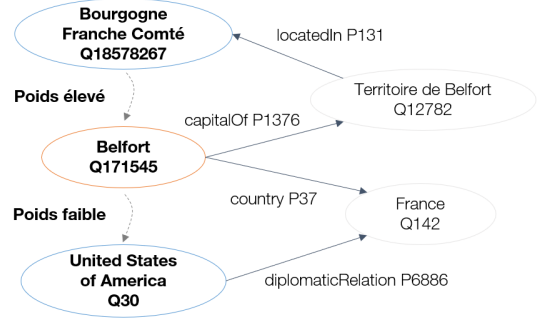 Bourgogne
Franche Comté
Q18578267
locatedIn P131
Poids élevé
Territoire de Belfort
Q12782
capitalOf P1376
Belfort
Q171545
country P37
France
Q142
Poids faible
United States
of America
Q30
diplomaticRelation P6886